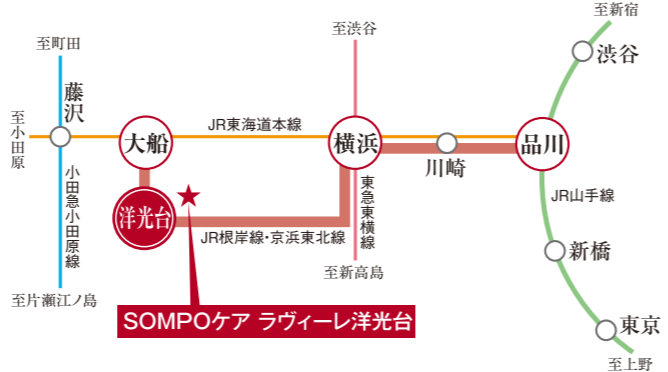 至新宿
至渋谷
至町田
渋谷
藤沢
至小田原
JR東海道本線
大船
横浜
川崎
品川
小田急小田原線
洋光台
東急東横線
JR山手線
JR根岸線・京浜東北線
新橋
至新高島
至片瀬江ノ島
SOMPOケア ラヴィーレ洋光台
東京
至上野